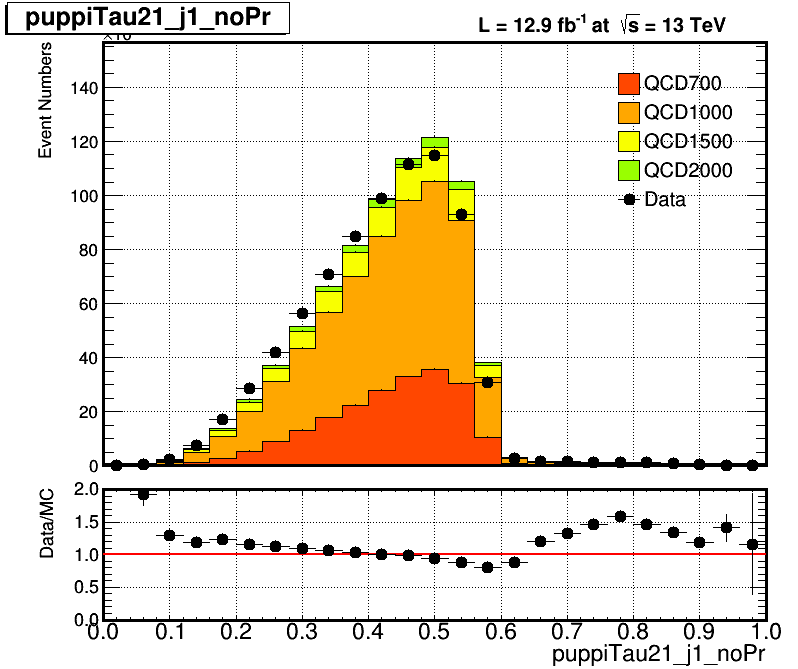 puppiTau21_j1_noPr
L = 12.9 fb-1 at √s = 13 TeV
Event Numbers
140
120
100
80
60
40
20
0
QCD700
QCD1000
QCD1500
QCD2000
Data
Data/MC
2.0
1.5
1.0
0.5
0.0
0.0 0.1 0.2 0.3 0.4 0.5 0.6 0.7 0.8 0.9 1.0
puppiTau21_j1_noPr